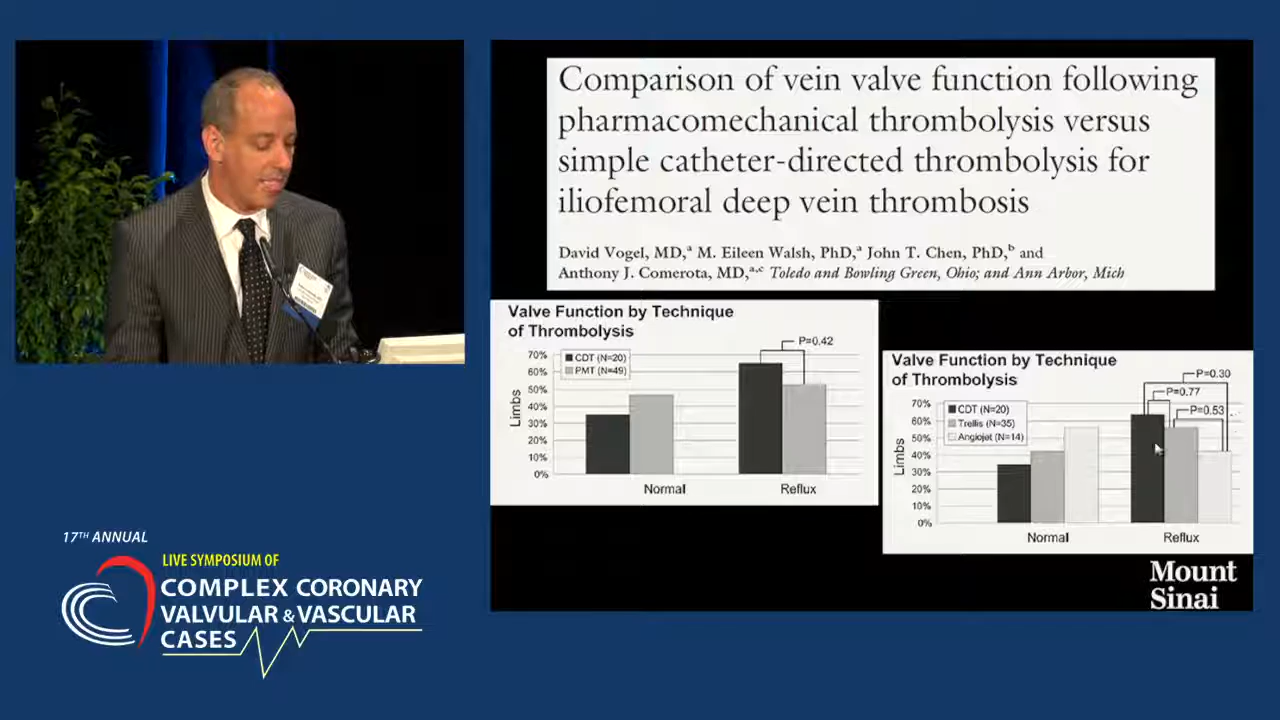 Comparison of vein valve function following
pharmacomechanical thrombolysis versus
simple catheter-directed thrombolysis for
iliofemoral deep vein thrombosis
David Vogel, MD,a M. Eileen Walsh, PhD,a John T. Chen, PhD,b and
Anthony J. Comerota, MD,a,c Toledo and Bowling Green, Ohio; and Ann Arbor, Mich
Valve Function by Technique
of Thrombolysis
P=0.42
CDT (N=20)
PMT (N=49)
Limbs
70%
60%
50%
40%
30%
20%
10%
0%
Normal
Reflux
Valve Function by Technique
of Thrombolysis
P=0.30
P=0.77
P=0.53
CDT (N=20)
Trellis (N=35)
Angiojet (N=14)
Limbs
70%
60%
50%
40%
30%
20%
10%
0%
Normal
Reflux
Mount
Sinai
17TH ANNUAL
LIVE SYMPOSIUM OF
COMPLEX CORONARY
VALVULAR & VASCULAR
CASES